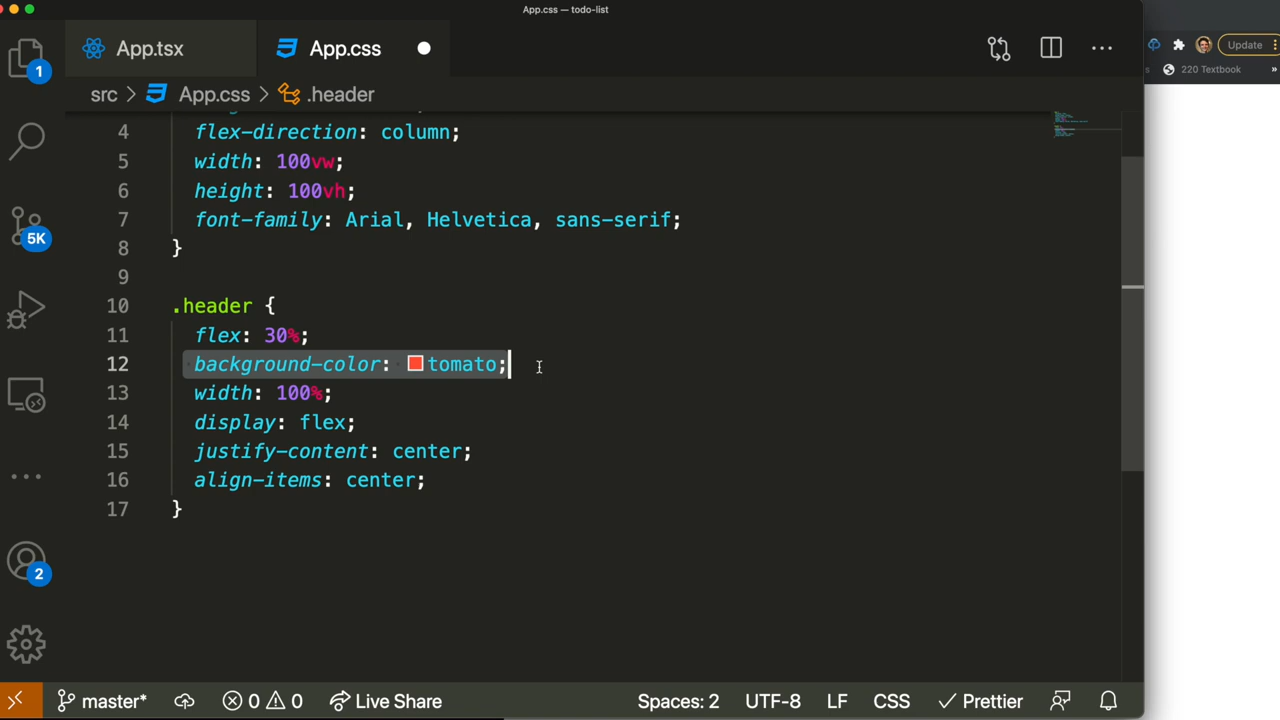 App.css — todo-list
App.tsx
App.css
Update
220 Textbook
»
src > App.css > .header
1
4 flex-direction: column;
5 width: 100vw;
6 height: 100vh;
7 font-family: Arial, Helvetica, sans-serif;
8 }
9
10 .header {
11 flex: 30%;
12 background-color: tomato;
13 width: 100%;
14 display: flex;
15 justify-content: center;
16 align-items: center;
17 }
5K
2
master*
0 0
Live Share
Spaces: 2
UTF-8
LF
CSS
Prettier